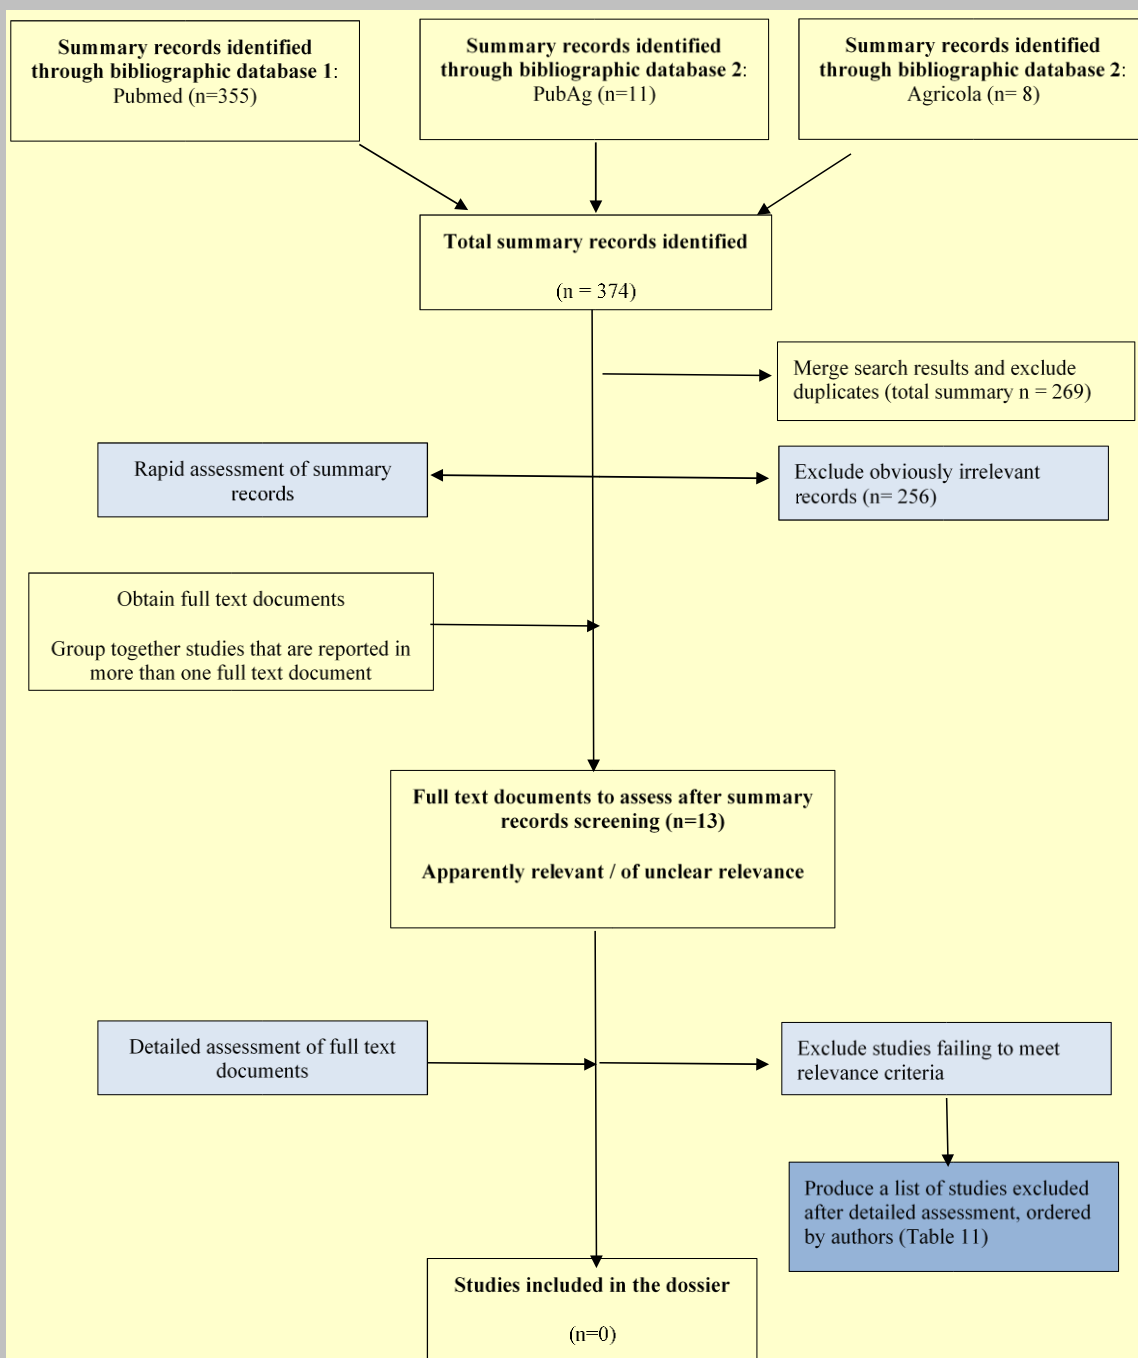 Summary records identified
through bibliographic database 1:
Pubmed (n=355)
Summary records identified
through bibliographic database 2:
PubAg (n=11)
Summary records identified
through bibliographic database 2:
Agricola (n= 8)
Total summary records identified
(n = 374)
Merge search results and exclude
duplicates (total summary n = 269)
Rapid assessment of summary
records
Exclude obviously irrelevant
records (n= 256)
Obtain full text documents
Group together studies that are reported in
more than one full text document
Full text documents to assess after summary
records screening (n=13)
Apparently relevant / of unclear relevance
Detailed assessment of full text
documents
Exclude studies failing to meet
relevance criteria
Produce a list of studies excluded
after detailed assessment, ordered
by authors (Table 11)
Studies included in the dossier
(n=0)